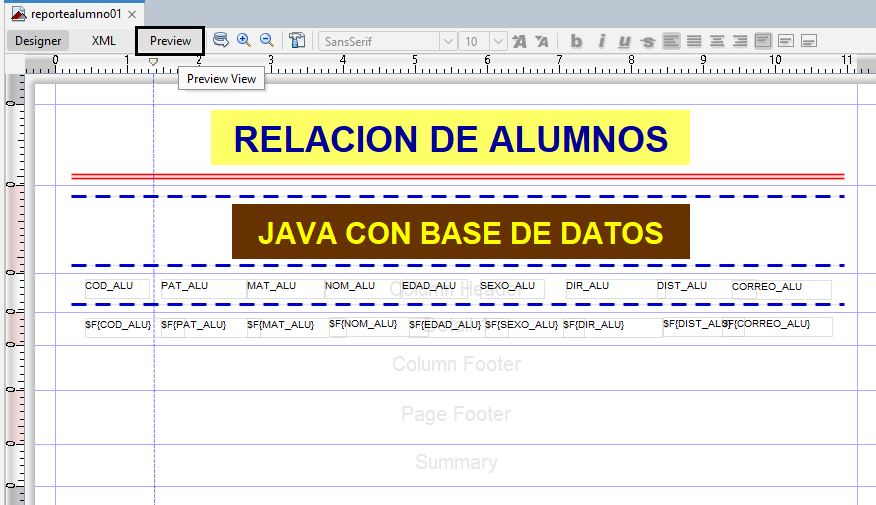 reportealumno01
Designer XML Preview SansSerif 10
0 2 3 4 5 6 7 8 9 10 11
Preview View
RELACION DE ALUMNOS
JAVA CON BASE DE DATOS
COD_ALU PAT_ALU MAT_ALU NOM_ALU EDAD_ALU SEXO_ALU DIR_ALU DIST_ALU CORREO_ALU
Column Header
$F{COD_ALU} $F{PAT_ALU} $F{MAT_ALU} $F{NOM_ALU} $F{EDAD_ALU} $F{SEXO_ALU} $F{DIR_ALU} $F{DIST_ALU} $F{CORREO_ALU}
Column Footer
Page Footer
Summary